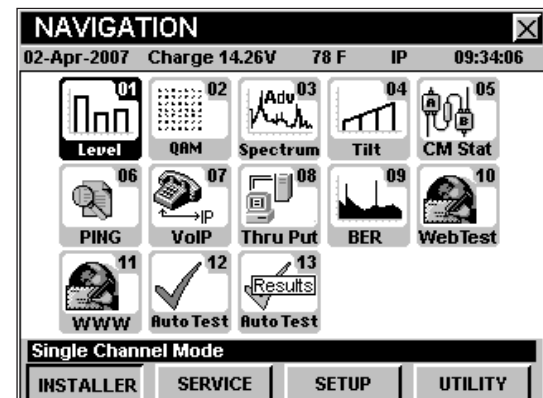 NAVIGATION
02-Apr-2007 Charge 14.26V 78 F IP 09:34:06
01 02 Adv 03 04 A B 05
Level QAM Spectrum Tilt CM Stat
06 07 IP 08 09 10
PING VoIP Thru Put BER WebTest
11 12 Results 13
WWW Auto Test Auto Test
Single Channel Mode
INSTALLER SERVICE SETUP UTILITY